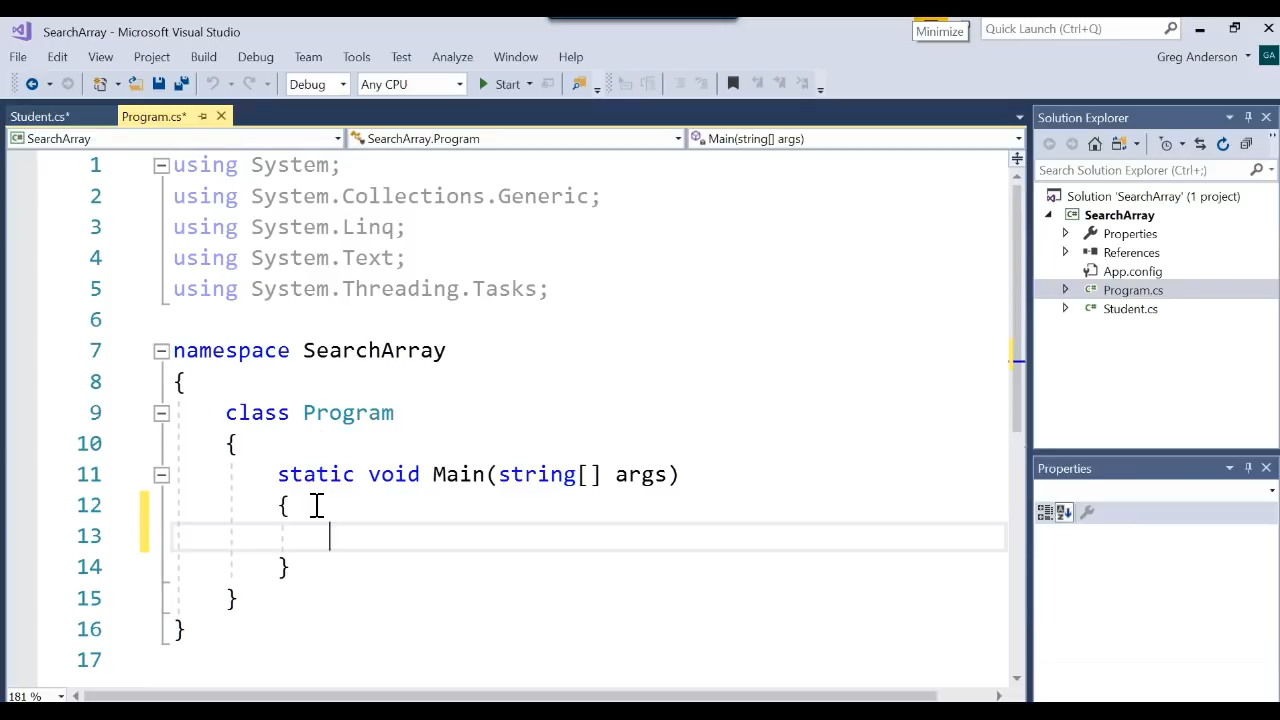 SearchArray - Microsoft Visual Studio
Minimize
Quick Launch (Ctrl+Q)
File Edit View Project Build Debug Team Tools Test Analyze Window Help
Greg Anderson
GA
Debug Any CPU Start
Student.cs* Program.cs*
SearchArray SearchArray.Program Main(string[] args)
1 using System;
2 using System.Collections.Generic;
3 using System.Linq;
4 using System.Text;
5 using System.Threading.Tasks;
6
7 namespace SearchArray
8 {
9 class Program
10 {
11 static void Main(string[] args)
12 {
13
14 }
15 }
16 }
17
181 %
Solution Explorer
Search Solution Explorer (Ctrl+;)
Solution 'SearchArray' (1 project)
SearchArray
Properties
References
App.config
Program.cs
Student.cs
Properties